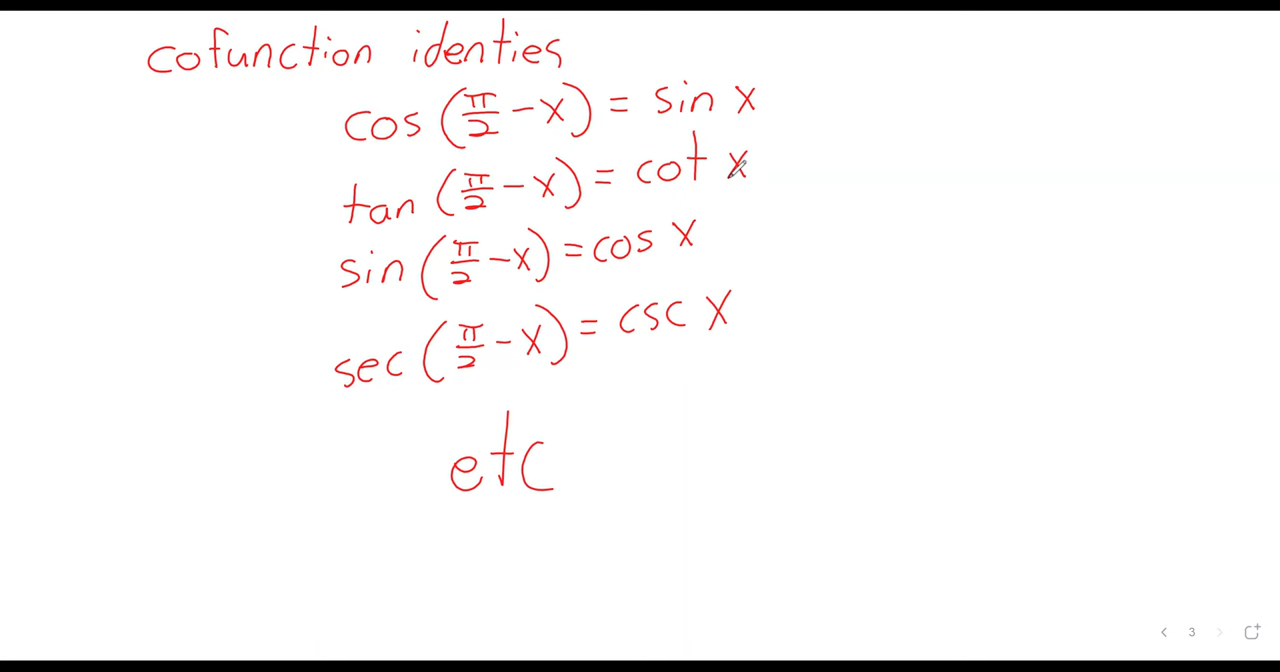 cofunction identies
cos(π/2 - x) = sin x
tan(π/2 - x) = cot x
sin(π/2 - x) = cos x
sec(π/2 - x) = csc x
etc
< 3 >